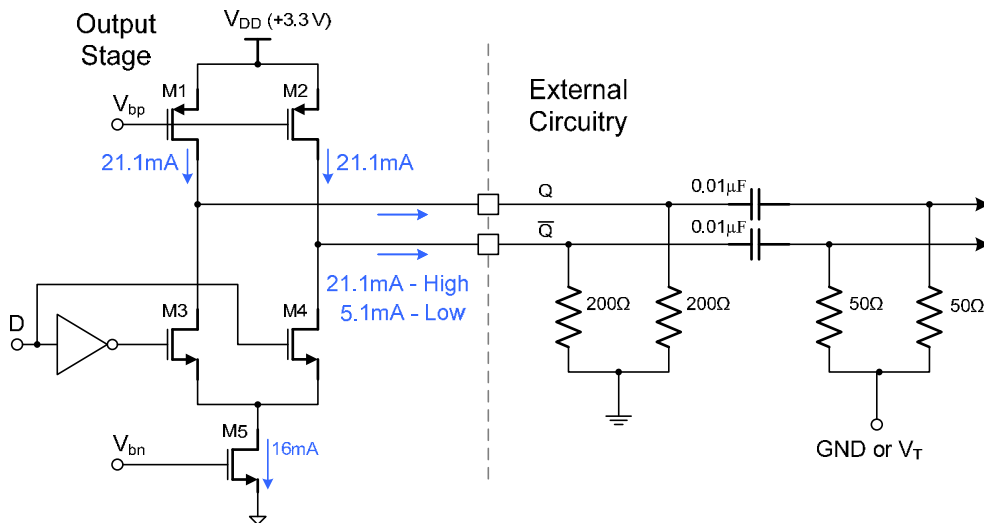 Output
Stage
V_DD (+3.3 V)
M1
M2
V_bp
21.1mA
21.1mA
External
Circuitry
Q
0.01µF
Q̅
0.01µF
21.1mA - High
5.1mA - Low
200Ω
200Ω
50Ω
50Ω
D
M3
M4
V_bn
M5
16mA
GND or V_T